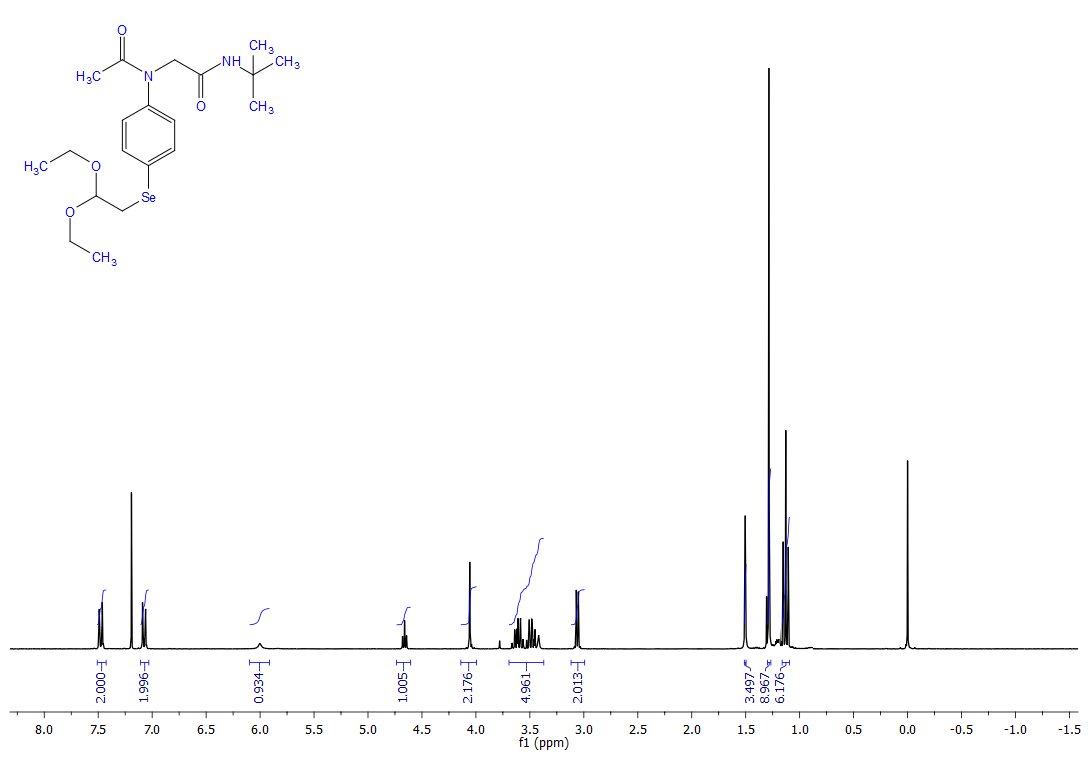 O
CH3
H3C
N
NH
CH3
O
CH3
H3C
O
Se
O
CH3
2.000
1.996
0.934
1.005
2.176
4.961
2.013
3.497
8.967
6.176
8.0 7.5 7.0 6.5 6.0 5.5 5.0 4.5 4.0 3.5 3.0 2.5 2.0 1.5 1.0 0.5 0.0 -0.5 -1.0 -1.5
f1 (ppm)